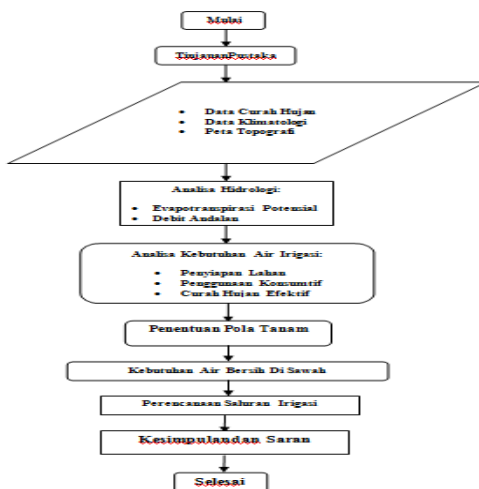 Mulai
TinjauanPustaka
• Data Curah Hujan
• Data Klimatologi
• Peta Topografi
Analisa Hidrologi:
• Evapotranspirasi Potensial
• Debit Andalan
Analisa Kebutuhan Air Irigasi:
• Penyiapan Lahan
• Penggunaan Konsumtif
• Curah Hujan Efektif
Penentuan Pola Tanam
Kebutuhan Air Bersih Di Sawah
Perencanaan Saluran Irigasi
Kesimpulandan Saran
Selesai